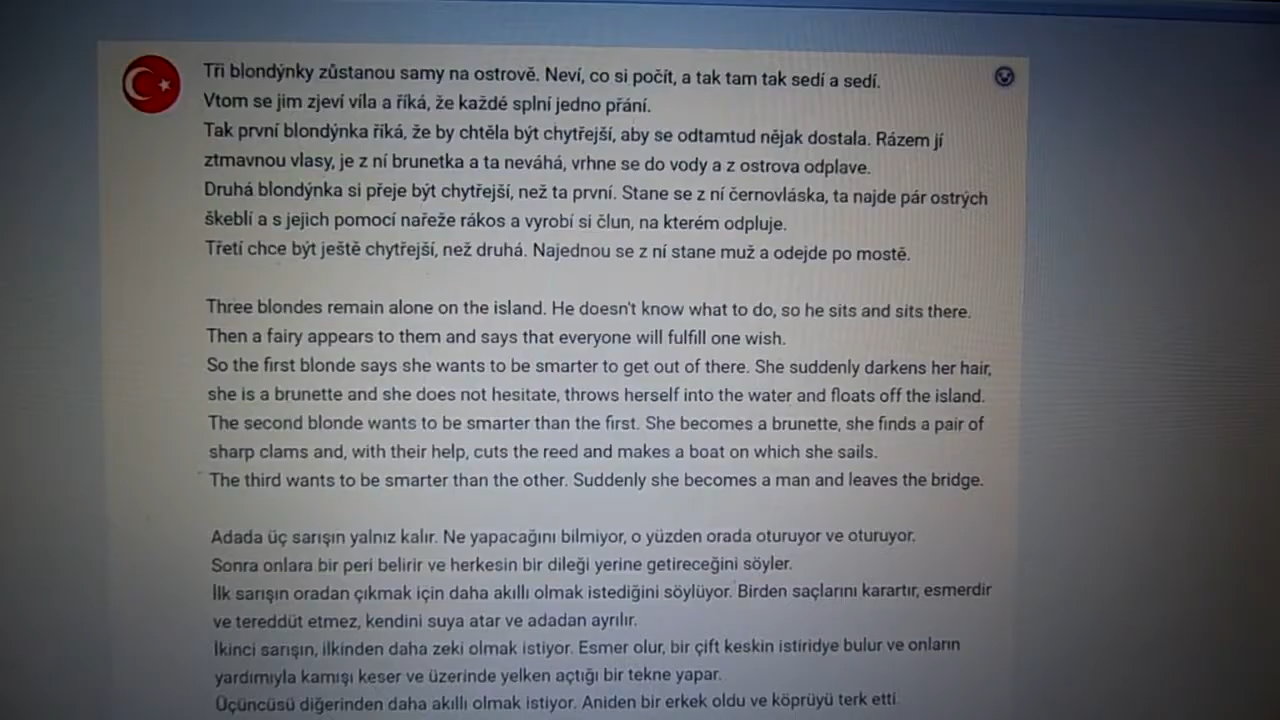 Tři blondýnky zůstanou samy na ostrově. Neví, co si počít, a tak tam tak sedí a sedí.
Vtom se jim zjeví víla a říká, že každé splní jedno přání.
Tak první blondýnka říká, že by chtěla být chytřejší, aby se odtamtud nějak dostala. Rázem jí
ztmavnou vlasy, je z ní brunetka a ta neváhá, vrhne se do vody a z ostrova odplave.
Druhá blondýnka si přeje být chytřejší, než ta první. Stane se z ní černovláska, ta najde pár ostrých
škeblí a s jejich pomocí nařeže rákos a vyrobí si člun, na kterém odpluje.
Třetí chce být ještě chytřejší, než druhá. Najednou se z ní stane muž a odejde po mostě.
Three blondes remain alone on the island. He doesn't know what to do, so he sits and sits there.
Then a fairy appears to them and says that everyone will fulfill one wish.
So the first blonde says she wants to be smarter to get out of there. She suddenly darkens her hair,
she is a brunette and she does not hesitate, throws herself into the water and floats off the island.
The second blonde wants to be smarter than the first. She becomes a brunette, she finds a pair of
sharp clams and, with their help, cuts the reed and makes a boat on which she sails.
The third wants to be smarter than the other. Suddenly she becomes a man and leaves the bridge.
Adada üç sarışın yalnız kalır. Ne yapacağını bilmiyor, o yüzden orada oturuyor ve oturuyor.
Sonra onlara bir peri belirir ve herkesin bir dileği yerine getireceğini söyler.
İlk sarışın oradan çıkmak için daha akıllı olmak istediğini söylüyor. Birden saçlarını karartır, esmerdir
ve tereddüt etmez, kendini suya atar ve adadan ayrılır.
İkinci sarışın, ilkinden daha zeki olmak istiyor. Esmer olur, bir çift keskin istiridye bulur ve onların
yardımıyla kamışı keser ve üzerinde yelken açtığı bir tekne yapar.
Üçüncüsü diğerinden daha akıllı olmak istiyor. Aniden bir erkek oldu ve köprüyü terk etti.